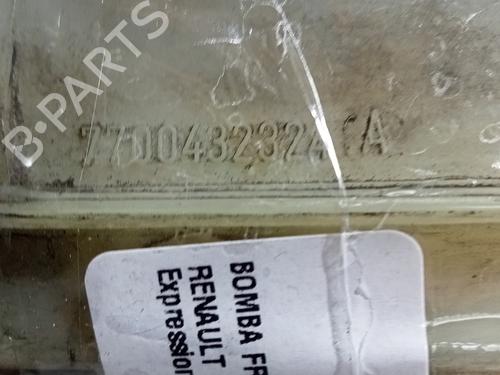 B-PARTS
7700432324 A
BOMBA FR
RENAULT
Expression